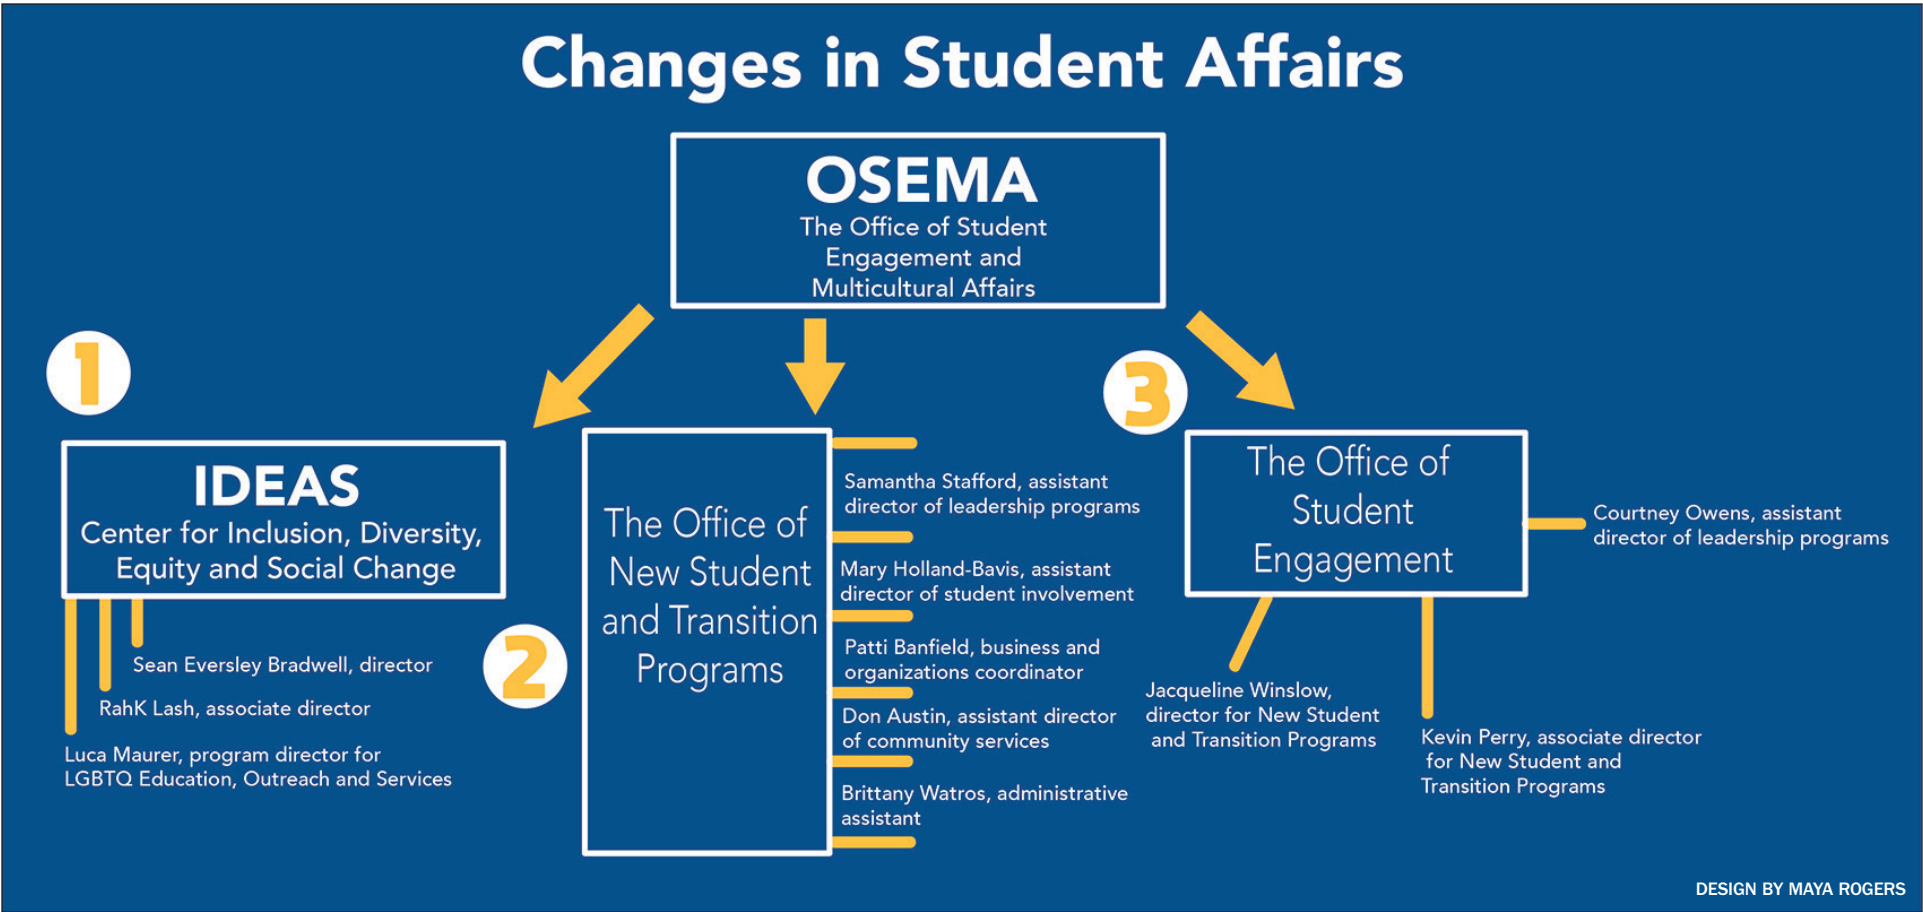 Changes in Student Affairs
OSEMA
The Office of Student
Engagement and
Multicultural Affairs
1
IDEAS
Center for Inclusion, Diversity,
Equity and Social Change
Sean Eversley Bradwell, director
RahK Lash, associate director
Luca Maurer, program director for
LGBTQ Education, Outreach and Services
2
The Office of
New Student
and Transition
Programs
Samantha Stafford, assistant
director of leadership programs
Mary Holland-Bavis, assistant
director of student involvement
Patti Banfield, business and
organizations coordinator
Don Austin, assistant director
of community services
Brittany Watros, administrative
assistant
3
The Office of
Student
Engagement
Courtney Owens, assistant
director of leadership programs
Jacqueline Winslow,
director for New Student
and Transition Programs
Kevin Perry, associate director
for New Student and
Transition Programs
DESIGN BY MAYA ROGERS